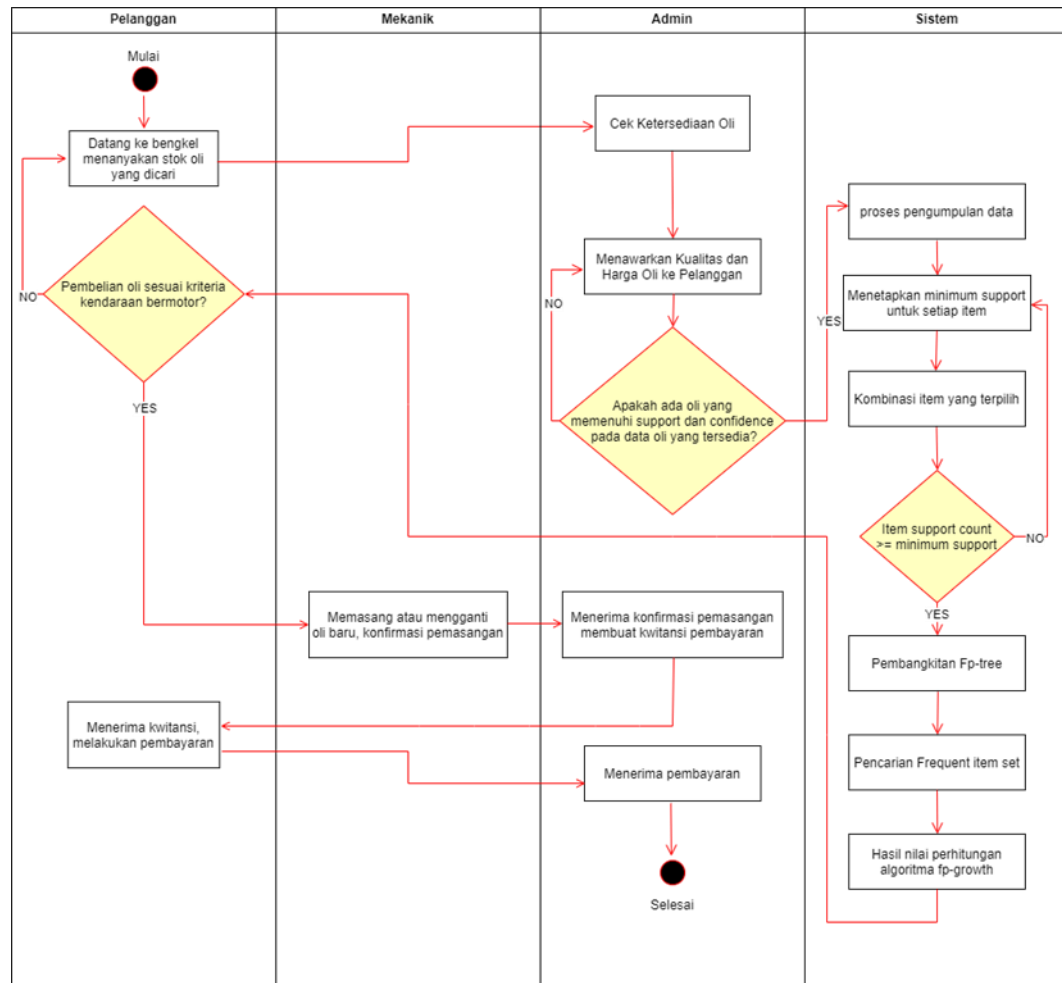 Pelanggan
Mekanik
Admin
Sistem
Mulai
Datang ke bengkel
menanyakan stok oli
yang dicari
Cek Ketersediaan Oli
Menawarkan Kualitas dan
Harga Oli ke Pelanggan
NO
Apakah ada oli yang
memenuhi support dan confidence
pada data oli yang tersedia?
YES
proses pengumpulan data
Menetapkan minimum support
untuk setiap item
Kombinasi item yang terpilih
Item support count
>= minimum support
NO
YES
Pembangkitan Fp-tree
Pencarian Frequent item set
Hasil nilai perhitungan
algoritma fp-growth
Pembelian oli sesuai kriteria
kendaraan bermotor?
NO
YES
Memasang atau mengganti
oli baru, konfirmasi pemasangan
Menerima konfirmasi pemasangan
membuat kwitansi pembayaran
Menerima kwitansi,
melakukan pembayaran
Menerima pembayaran
Selesai